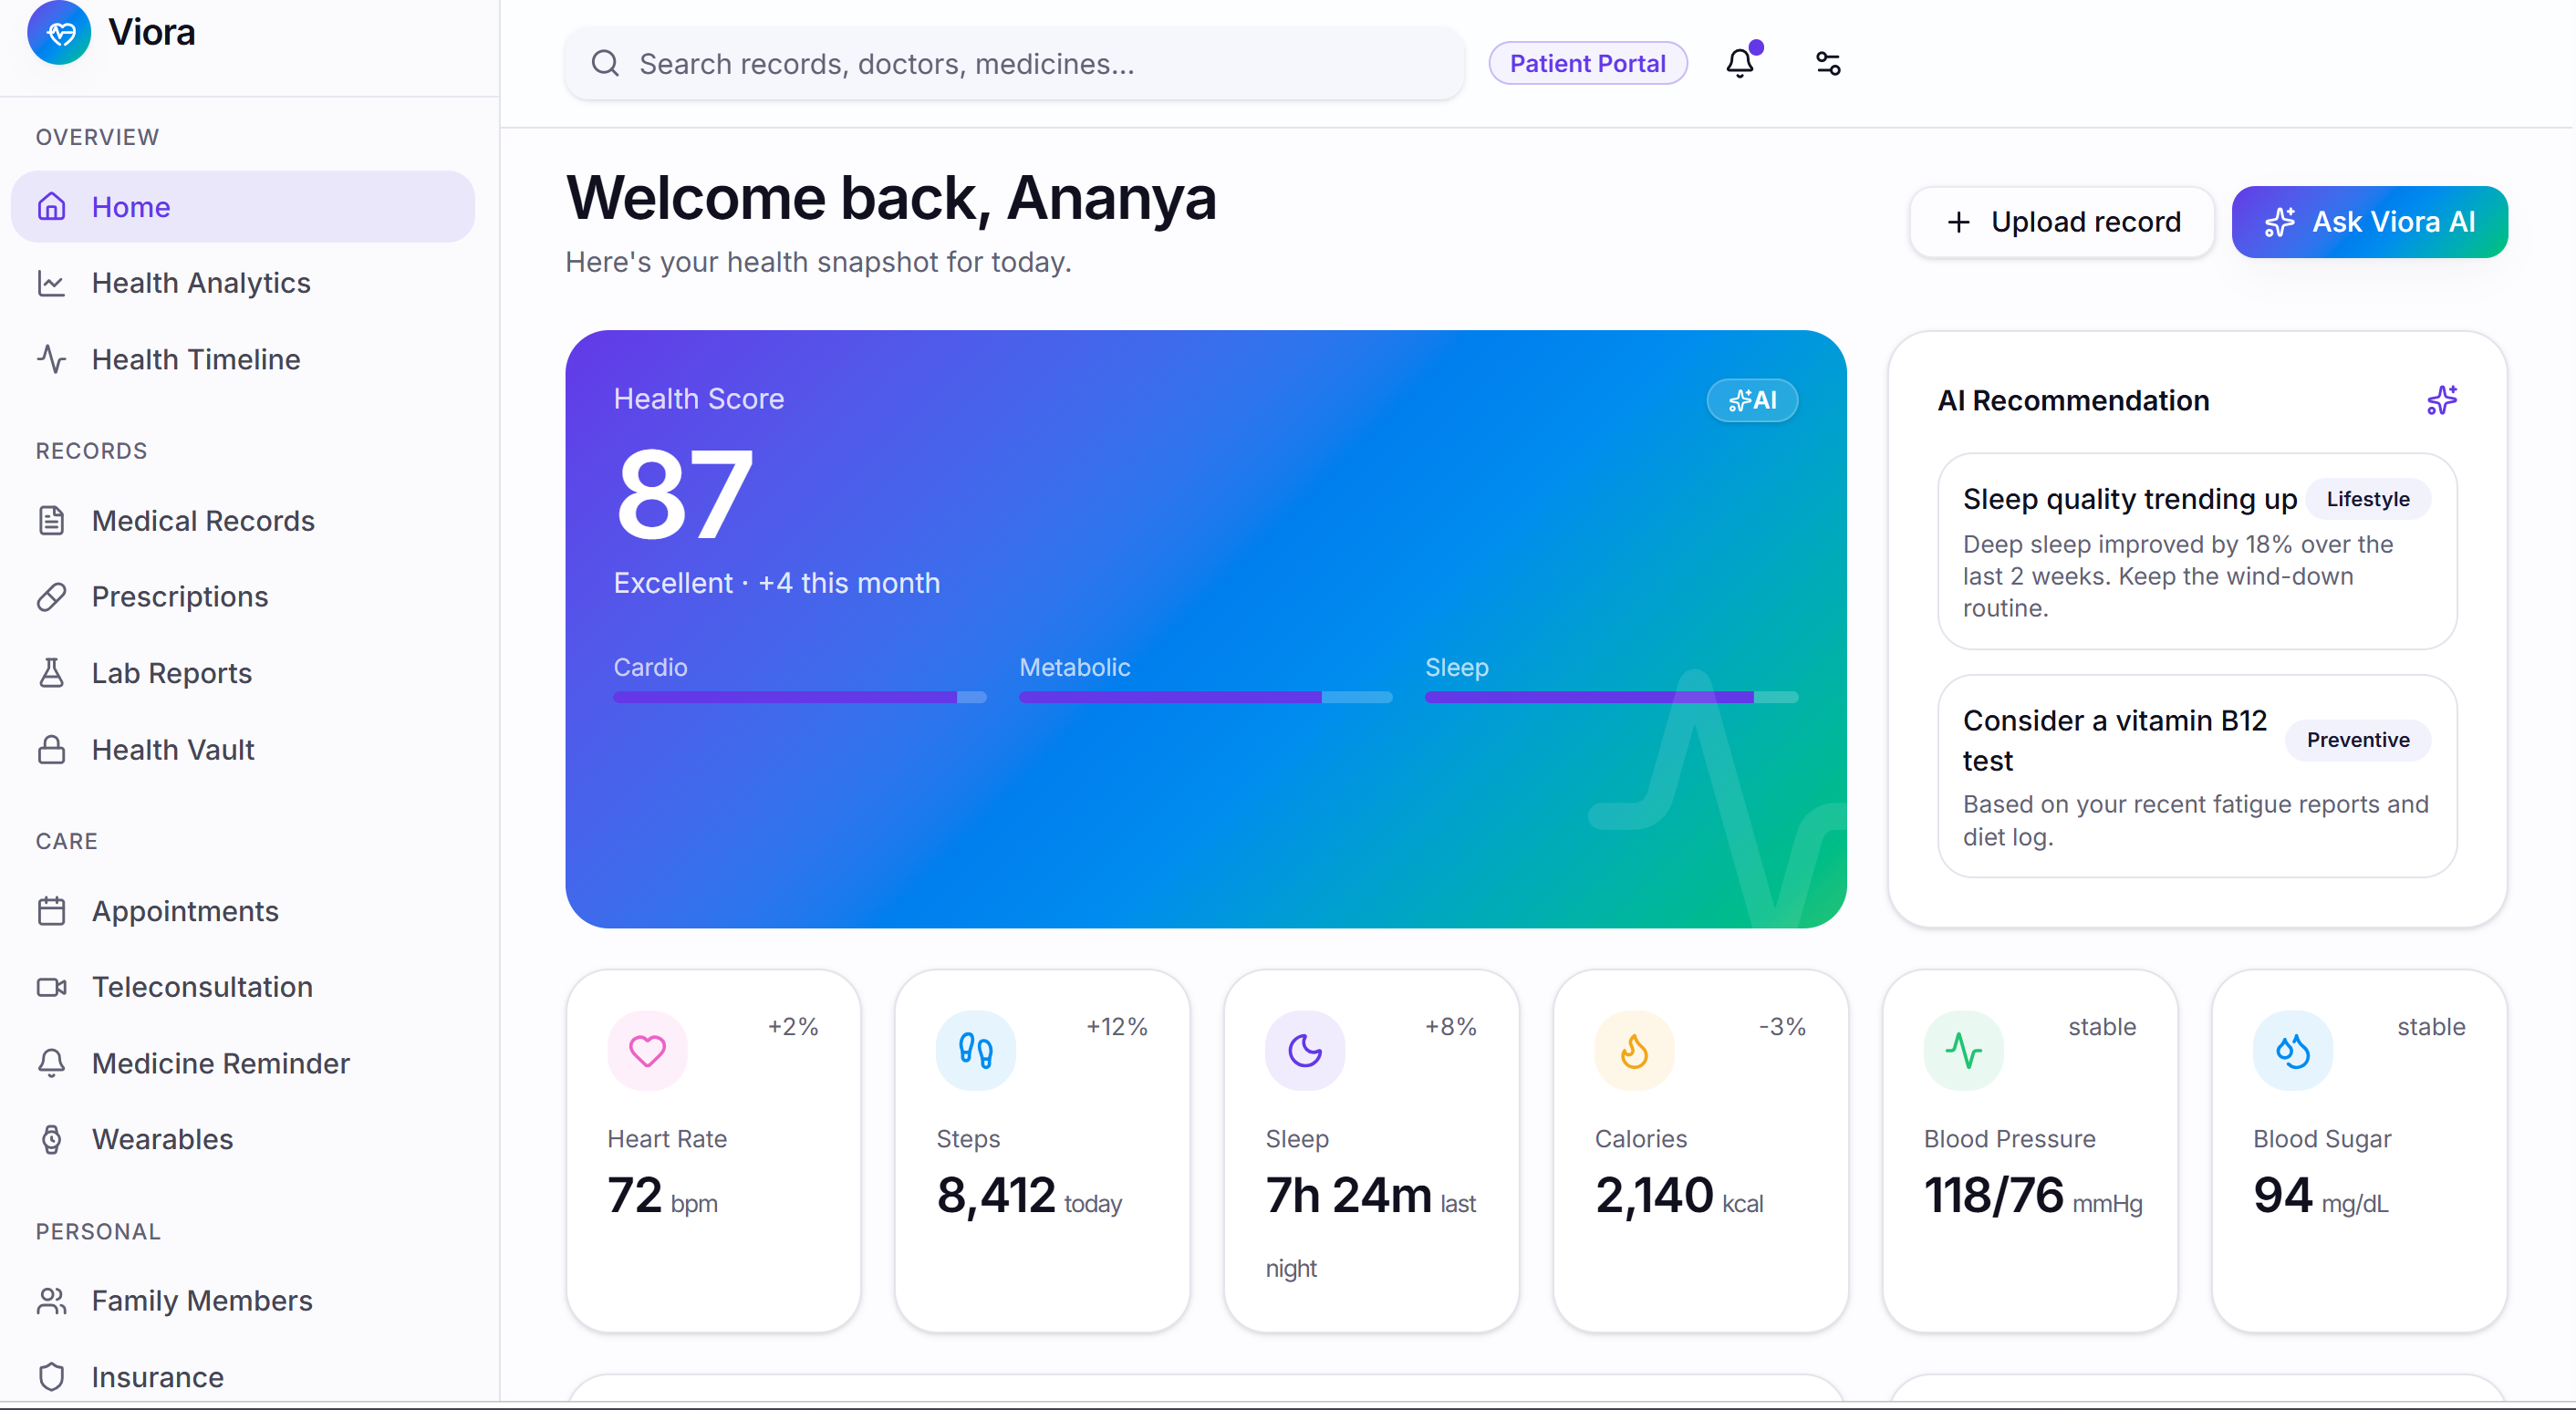 Viora
OVERVIEW
Home
Health Analytics
Health Timeline
RECORDS
Medical Records
Prescriptions
Lab Reports
Health Vault
CARE
Appointments
Teleconsultation
Medicine Reminder
Wearables
PERSONAL
Family Members
Insurance
Search records, doctors, medicines...
Patient Portal
Welcome back, Ananya
Here's your health snapshot for today.
Upload record
Ask Viora AI
Health Score
AI
87
Excellent · +4 this month
Cardio
Metabolic
Sleep
AI Recommendation
Sleep quality trending up
Lifestyle
Deep sleep improved by 18% over the
last 2 weeks. Keep the wind-down
routine.
Consider a vitamin B12
test
Preventive
Based on your recent fatigue reports and
diet log.
+2%
Heart Rate
72 bpm
+12%
Steps
8,412 today
+8%
Sleep
7h 24m last
night
-3%
Calories
2,140 kcal
stable
Blood Pressure
118/76 mmHg
stable
Blood Sugar
94 mg/dL